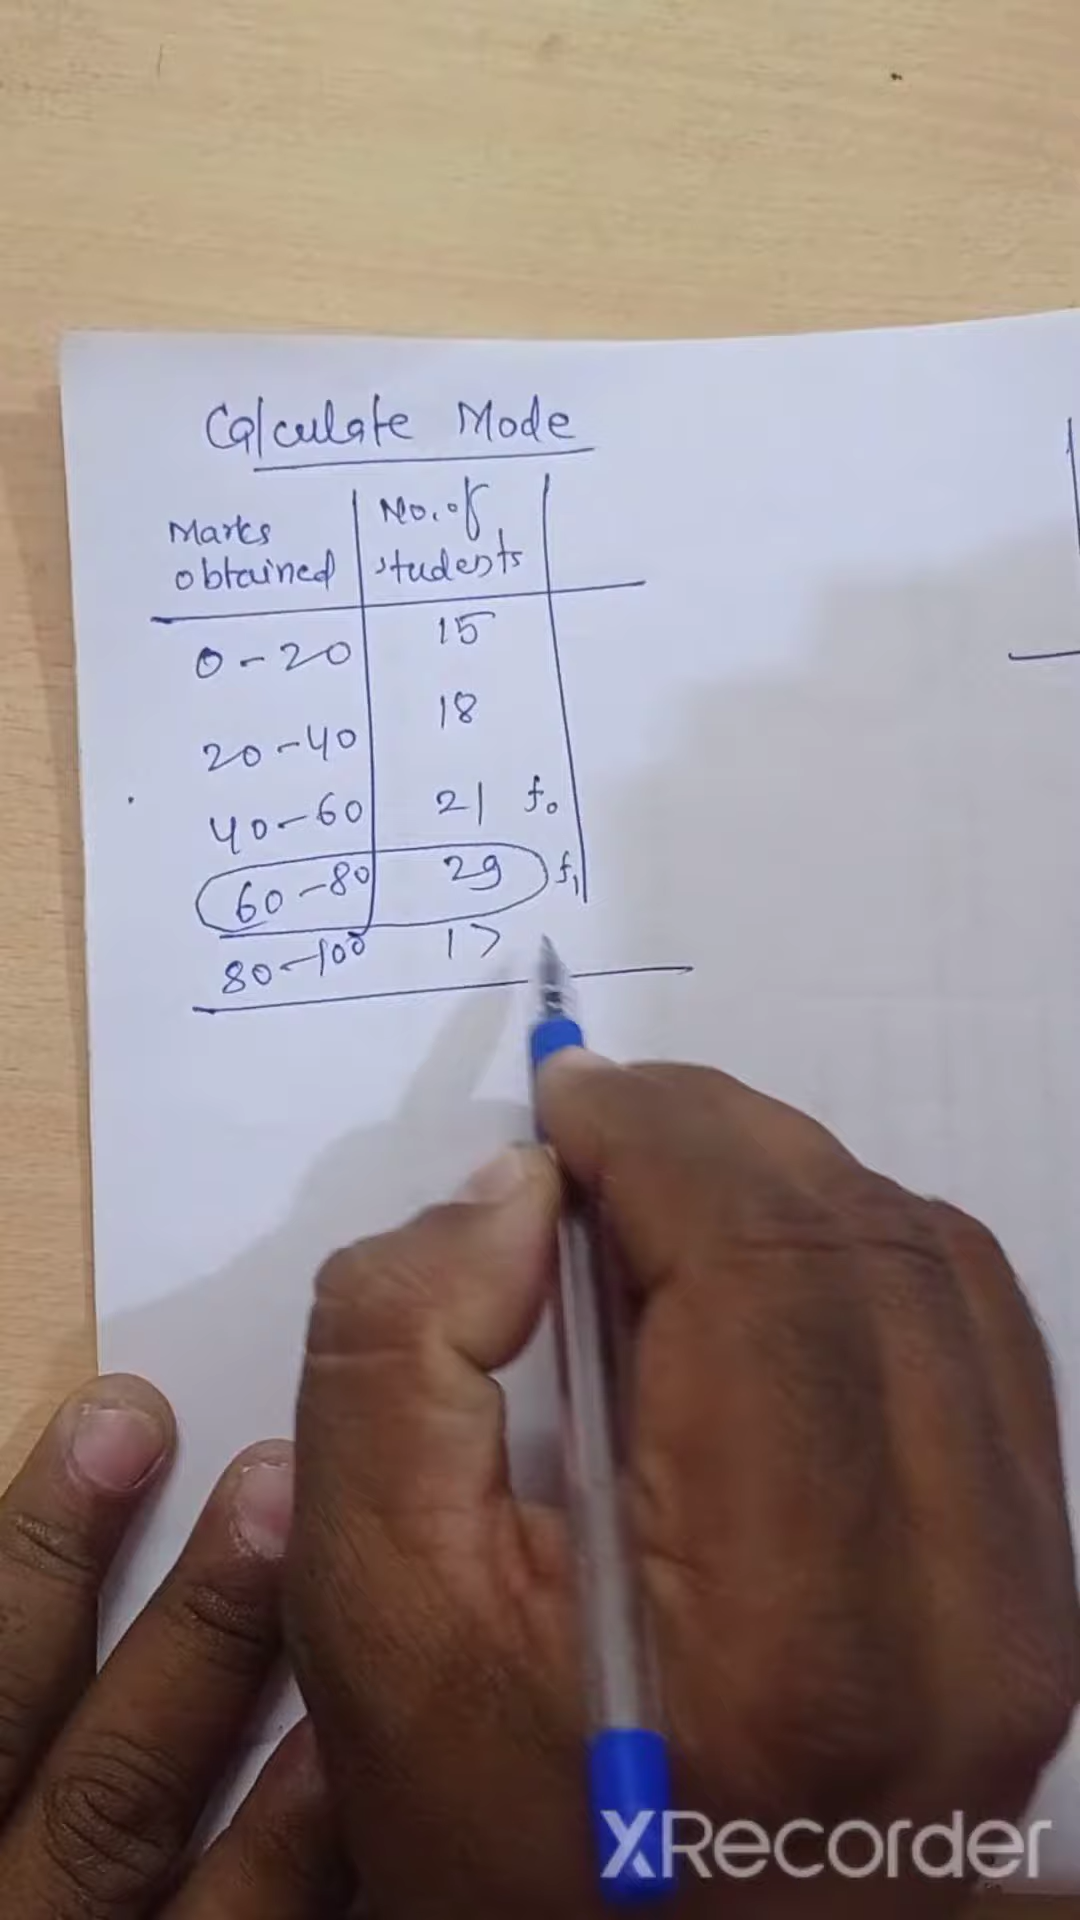 Calculate Mode
Marks obtained No. of students
0-20 15
20-40 18
40-60 21 f₀
60-80 29 f₁
80-100 17
XRecorder